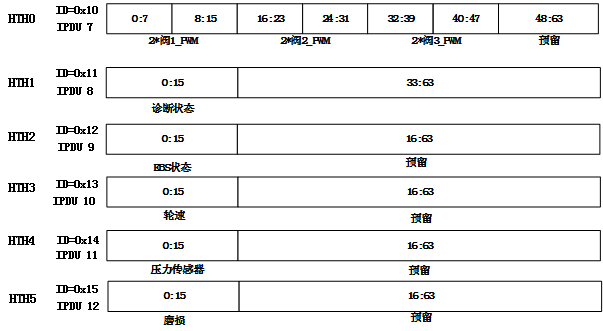 HTH0 ID=0x10 IPDU 7 0:7 8:15 16:23 24:31 32:39 40:47 48:63
2*阀1_PWM 2*阀2_PWM 2*阀3_PWM 预留
HTH1 ID=0x11 IPDU 8 0:15 33:63
诊断状态
HTH2 ID=0x12 IPDU 9 0:15 16:63
EBS状态 预留
HTH3 ID=0x13 IPDU 10 0:15 16:63
轮速 预留
HTH4 ID=0x14 IPDU 11 0:15 16:63
压力传感器 预留
HTH5 ID=0x15 IPDU 12 0:15 16:63
磨损 预留